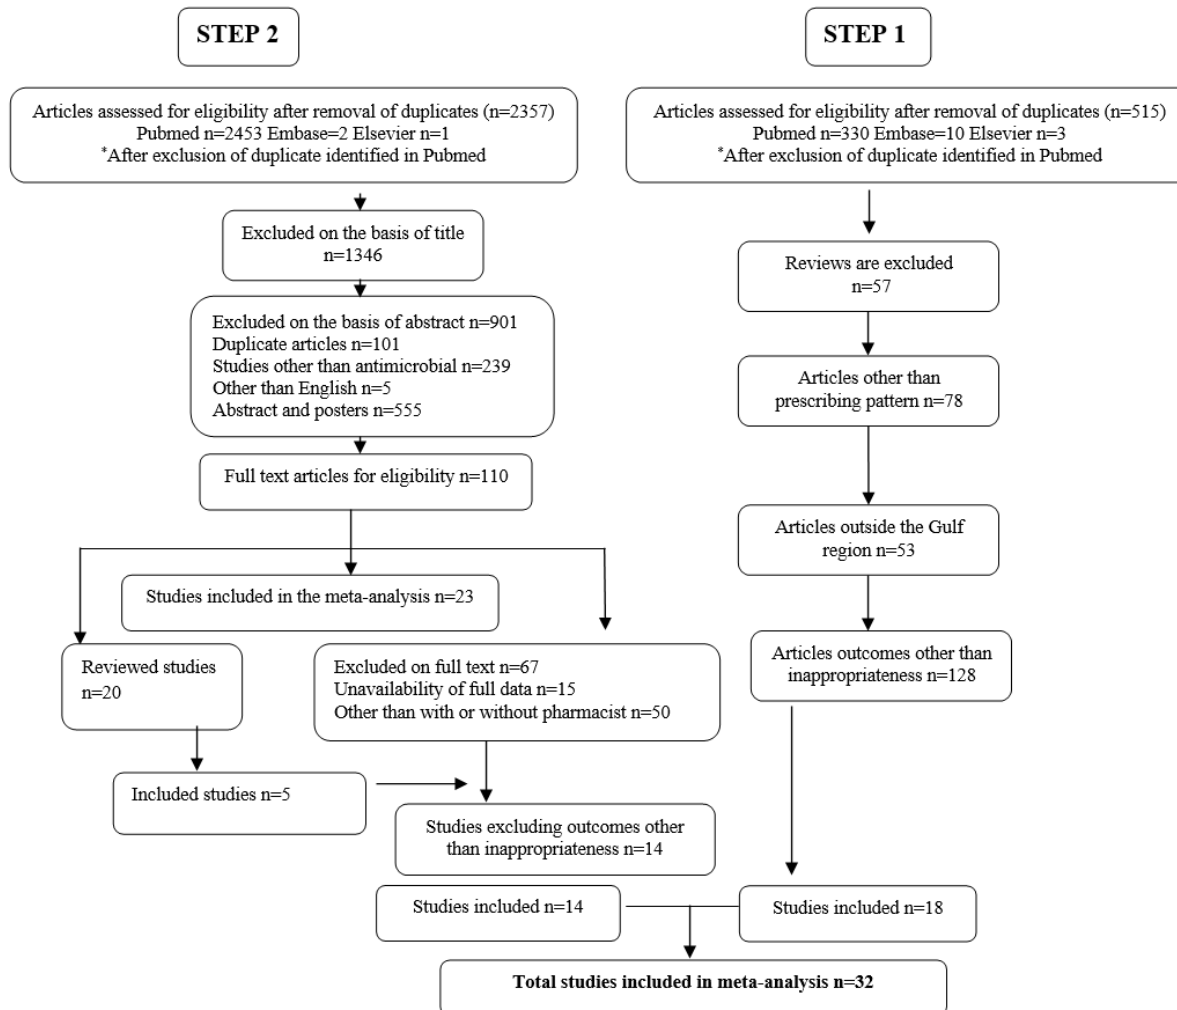 STEP 2
STEP 1
Articles assessed for eligibility after removal of duplicates (n=2357)
Pubmed n=2453 Embase=2 Elsevier n=1
*After exclusion of duplicate identified in Pubmed
Articles assessed for eligibility after removal of duplicates (n=515)
Pubmed n=330 Embase=10 Elsevier n=3
*After exclusion of duplicate identified in Pubmed
Excluded on the basis of title
n=1346
Reviews are excluded
n=57
Excluded on the basis of abstract n=901
Duplicate articles n=101
Studies other than antimicrobial n=239
Other than English n=5
Abstract and posters n=555
Articles other than
prescribing pattern n=78
Full text articles for eligibility n=110
Articles outside the Gulf
region n=53
Studies included in the meta-analysis n=23
Reviewed studies
n=20
Excluded on full text n=67
Unavailability of full data n=15
Other than with or without pharmacist n=50
Articles outcomes other than
inappropriateness n=128
Included studies n=5
Studies excluding outcomes other
than inappropriateness n=14
Studies included n=14
Studies included n=18
Total studies included in meta-analysis n=32